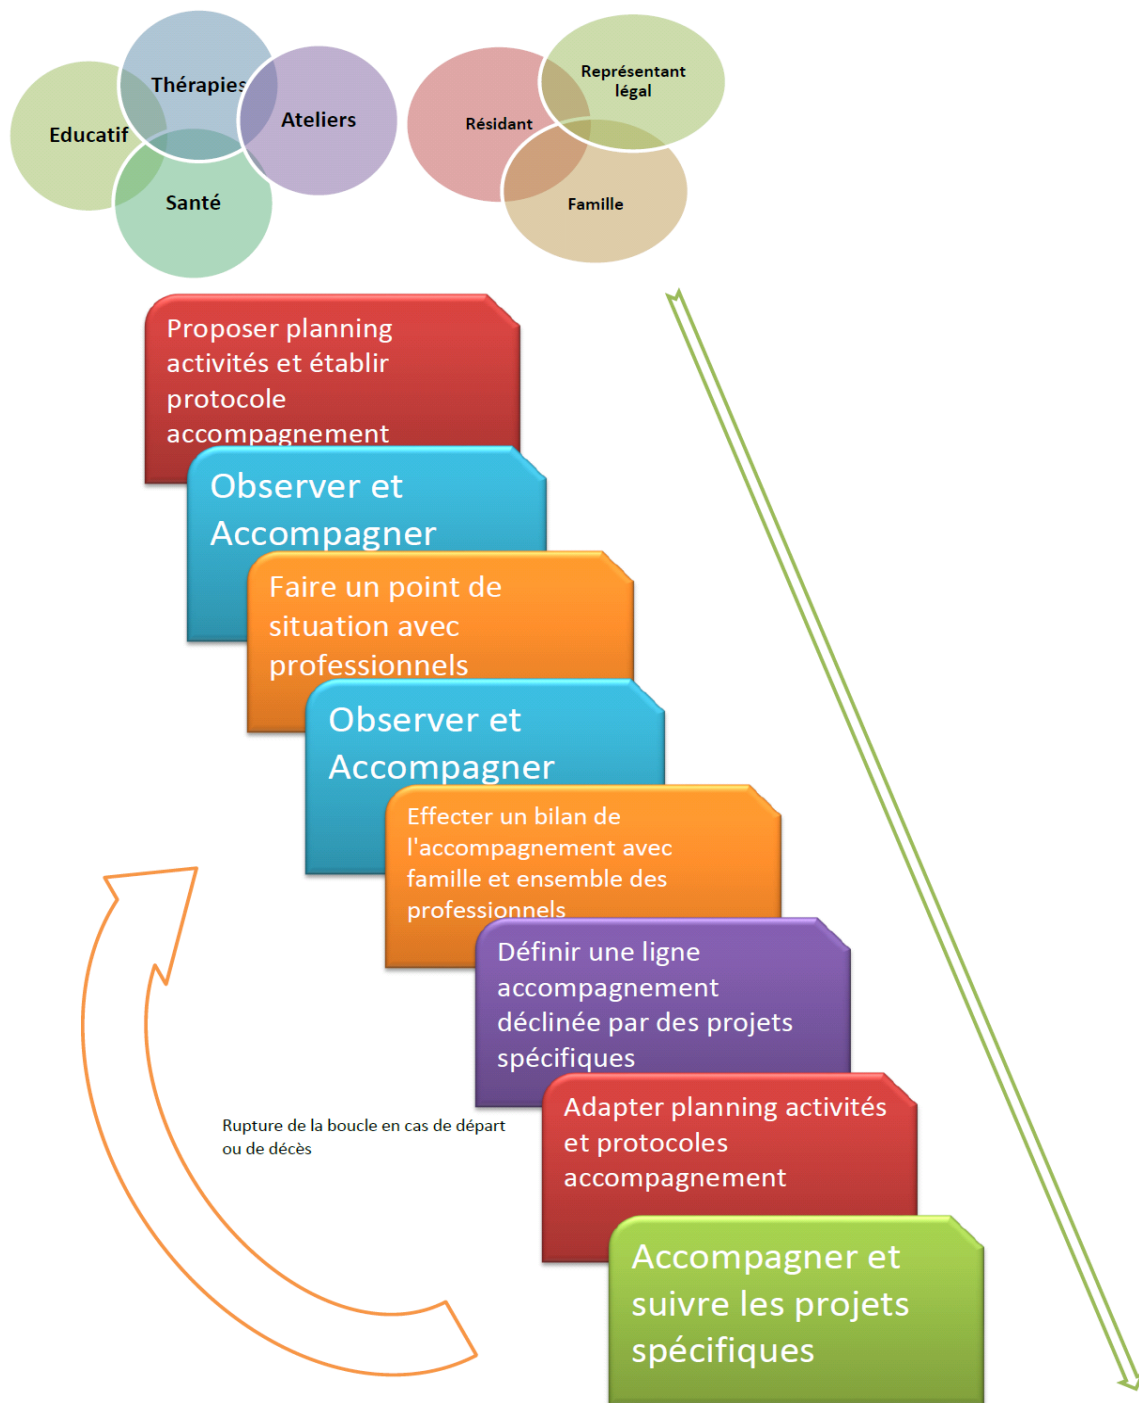 Thérapies
Educatif
Ateliers
Santé
Représentant
légal
Résidant
Famille
Proposer planning
activités et établir
protocole
accompagnement
Observer et
Accompagner
Faire un point de
situation avec
professionnels
Observer et
Accompagner
Effecter un bilan de
l'accompagnement avec
famille et ensemble des
professionnels
Définir une ligne
accompagnement
déclinée par des projets
spécifiques
Adapter planning activités
et protocoles
accompagnement
Rupture de la boucle en cas de départ
ou de décès
Accompagner et
suivre les projets
spécifiques